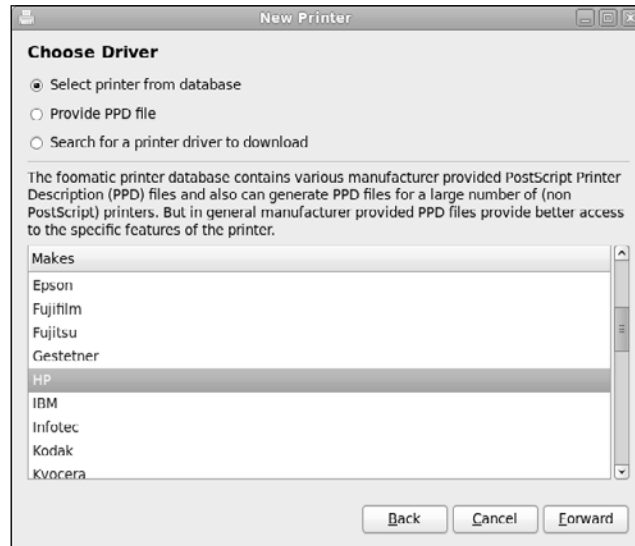 New Printer
Choose Driver
Select printer from database
Provide PPD file
Search for a printer driver to download
The foomatic printer database contains various manufacturer provided PostScript Printer
Description (PPD) files and also can generate PPD files for a large number of (non
PostScript) printers. But in general manufacturer provided PPD files provide better access
to the specific features of the printer.
Makes
Epson
Fujifilm
Fujitsu
Gestetner
HP
IBM
Infotec
Kodak
Kyocera
Back Cancel Forward